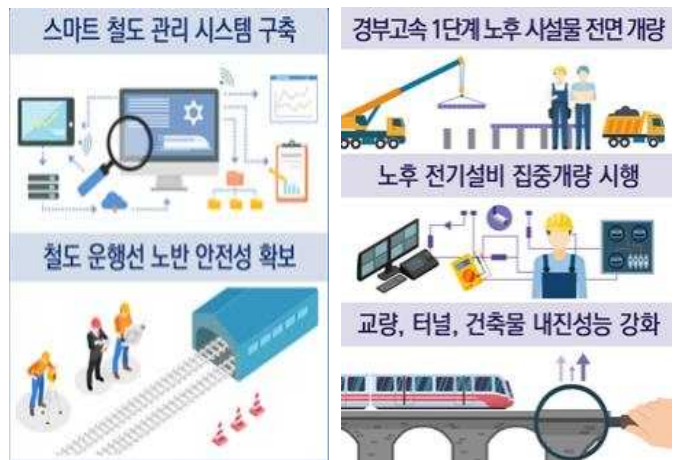 스마트 철도 관리 시스템 구축
철도 운행선 노반 안전성 확보
경부고속 1단계 노후 시설물 전면 개량
노후 전기설비 집중개량 시행
교량, 터널, 건축물 내진성능 강화